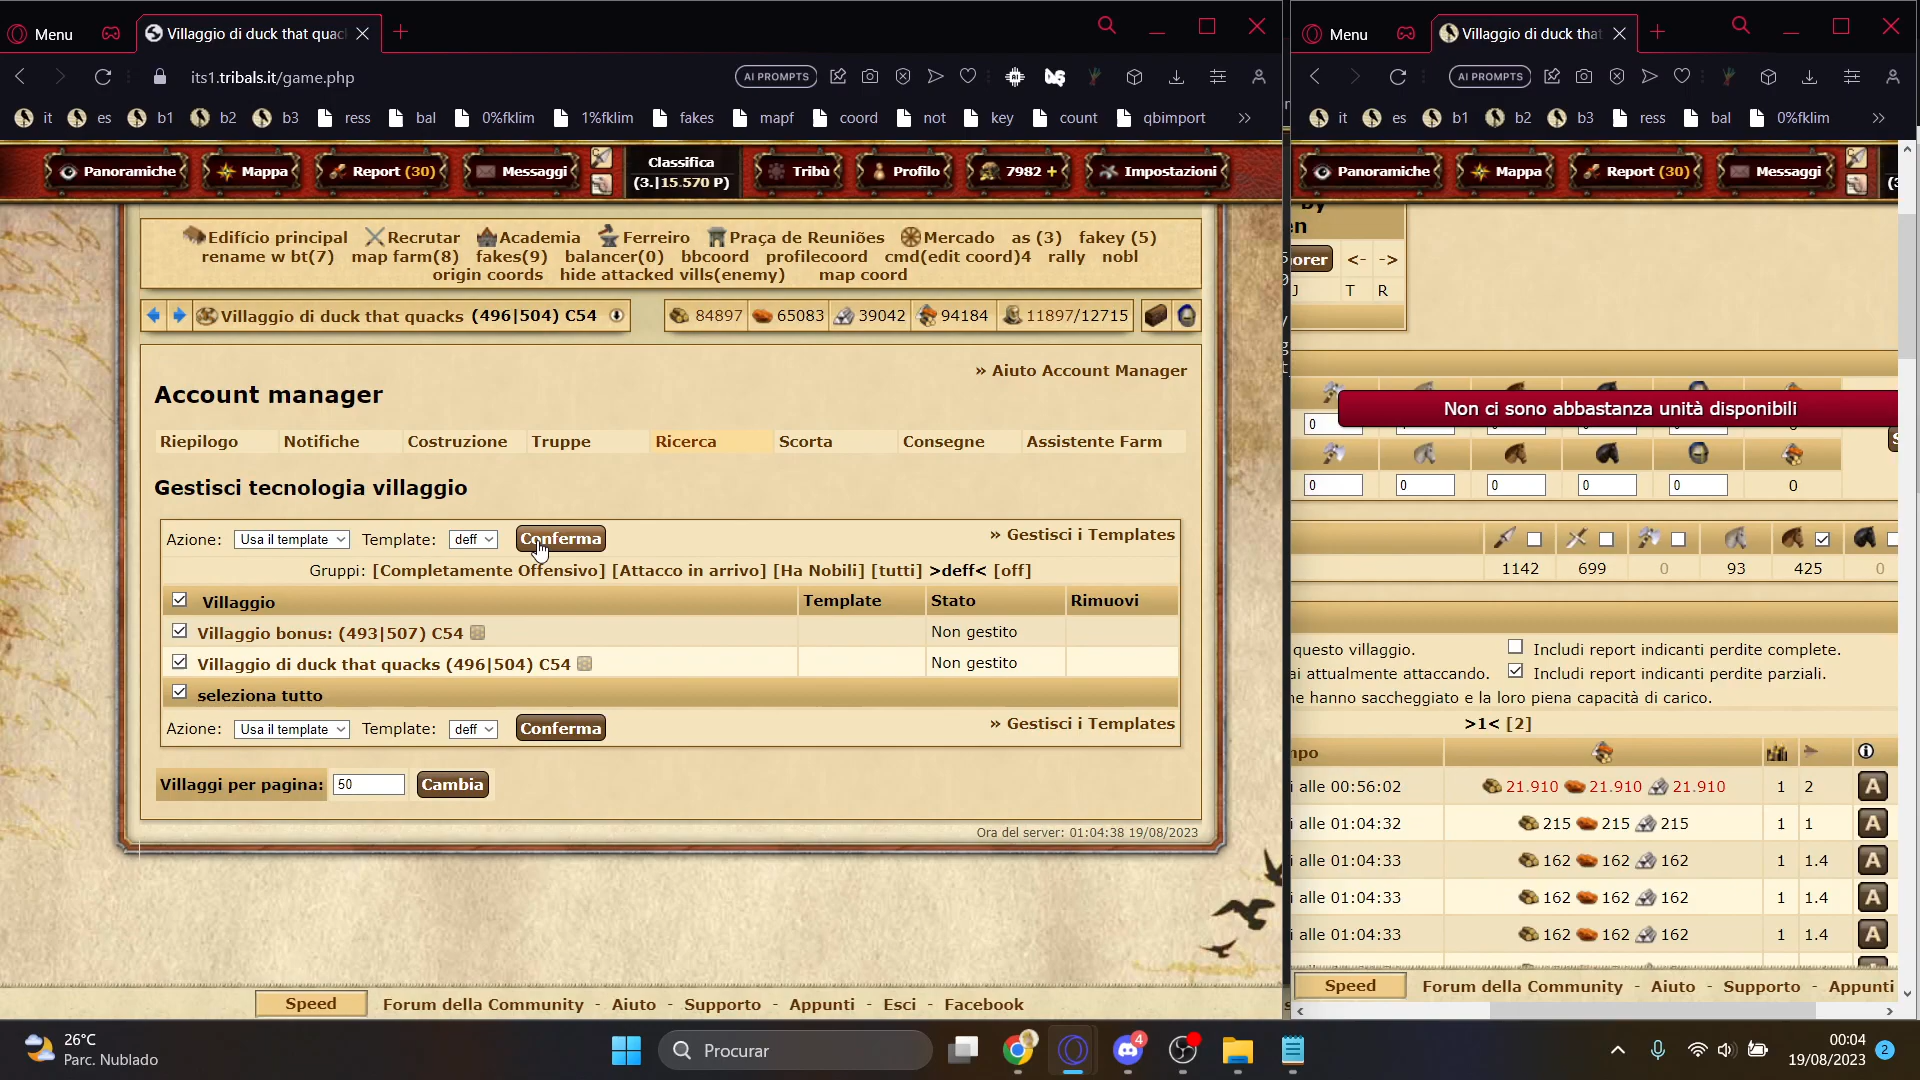 Menu
Villaggio di duck that quac
its1.tribals.it/game.php
AI PROMPTS
it es b1 b2 b3 ress bal 0%fklim 1%fklim fakes mapf coord not key count qbimport »
Panoramiche Mappa Report (30) Messaggi Classifica Tribù Profilo 7982 + Impostazioni
(3.|15.570 P)
Edifício principal Recrutar Academia Ferreiro Praça de Reuniões Mercado as (3) fakey (5)
rename w bt(7) map farm(8) fakes(9) balancer(0) bbcoord profilecoord cmd(edit coord)4 rally nobl
origin coords hide attacked vills(enemy) map coord
Villaggio di duck that quacks (496|504) C54 84897 65083 39042 94184 11897/12715
» Aiuto Account Manager
Account manager
Riepilogo Notifiche Costruzione Truppe Ricerca Scorta Consegne Assistente Farm
Gestisci tecnologia villaggio
Azione: Usa il template Template: deff Conferma » Gestisci i Templates
Gruppi: [Completamente Offensivo] [Attacco in arrivo] [Ha Nobili] [tutti] >deff< [off]
Villaggio Template Stato Rimuovi
Villaggio bonus: (493|507) C54 Non gestito
Villaggio di duck that quacks (496|504) C54 Non gestito
seleziona tutto
Azione: Usa il template Template: deff Conferma » Gestisci i Templates
Villaggi per pagina: 50 Cambia
Ora del server: 01:04:38 19/08/2023
Speed Forum della Community - Aiuto - Supporto - Appunti - Esci - Facebook
Menu
Villaggio di duck that
AI PROMPTS
it es b1 b2 b3 ress bal 0%fklim »
Panoramiche Mappa Report (30) Messaggi
(3
by
en
orer <- ->
J T R
Non ci sono abbastanza unità disponibili
0
0 0 0 0 0 0
1142 699 0 93 425 0
questo villaggio. Includi report indicanti perdite complete.
ai attualmente attaccando. Includi report indicanti perdite parziali.
ne hanno saccheggiato e la loro piena capacità di carico.
>1< [2]
mpo
i alle 00:56:02 21.910 21.910 21.910 1 2 A
i alle 01:04:32 215 215 215 1 1 A
i alle 01:04:33 162 162 162 1 1.4 A
i alle 01:04:33 162 162 162 1 1.4 A
i alle 01:04:33 162 162 162 1 1.4 A
Speed Forum della Community - Aiuto - Supporto - Appunti
26°C
Parc. Nublado
Procurar
4
00:04
19/08/2023
2